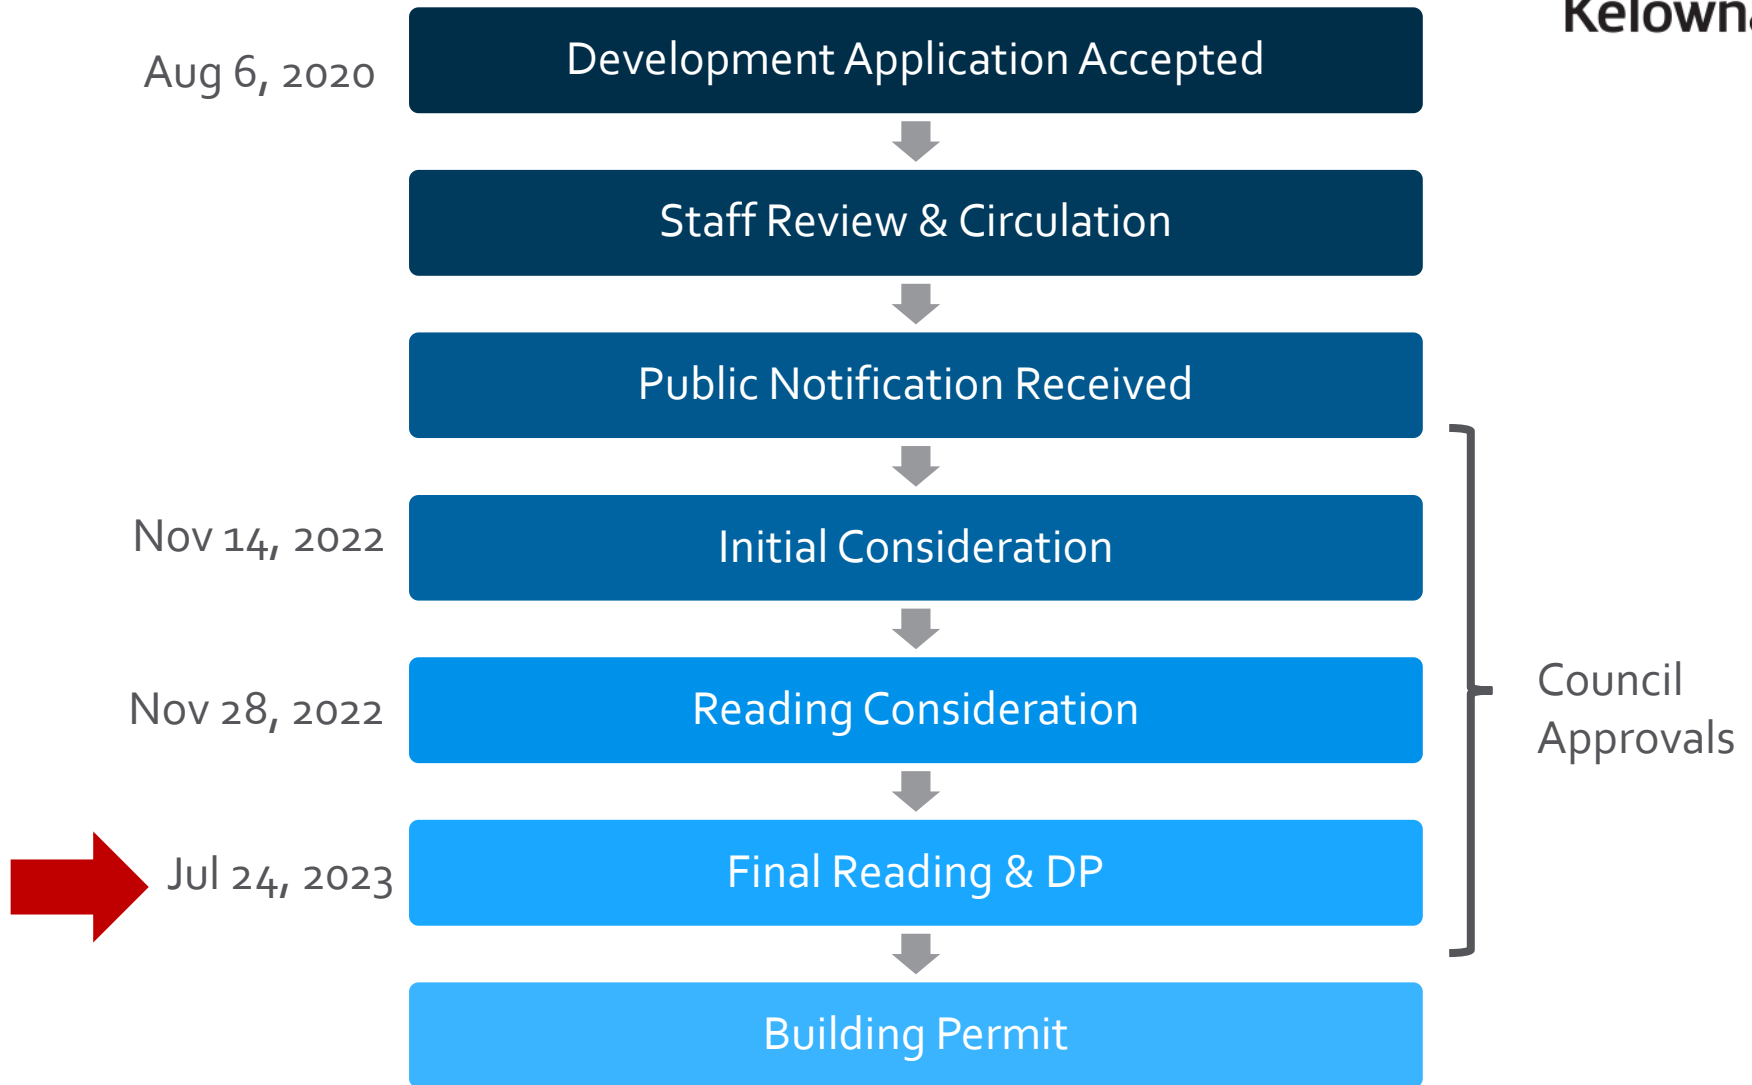 Kelowna
Aug 6, 2020
Development Application Accepted
Staff Review & Circulation
Public Notification Received
Nov 14, 2022
Initial Consideration
Nov 28, 2022
Reading Consideration
Council
Approvals
Jul 24, 2023
Final Reading & DP
Building Permit